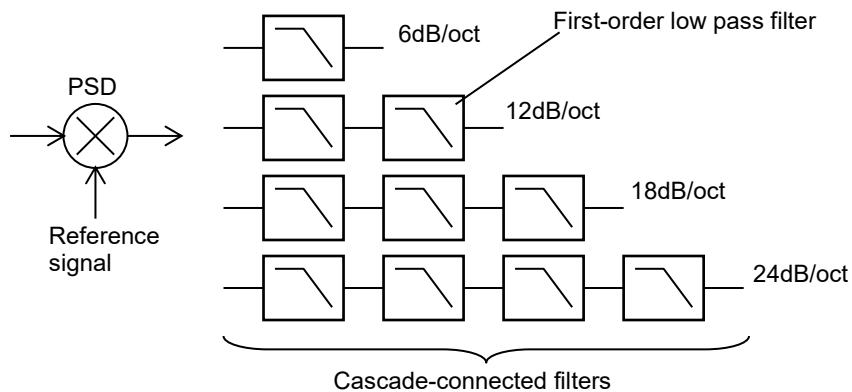 First-order low pass filter
6dB/oct
PSD
12dB/oct
18dB/oct
Reference
signal
24dB/oct
Cascade-connected filters